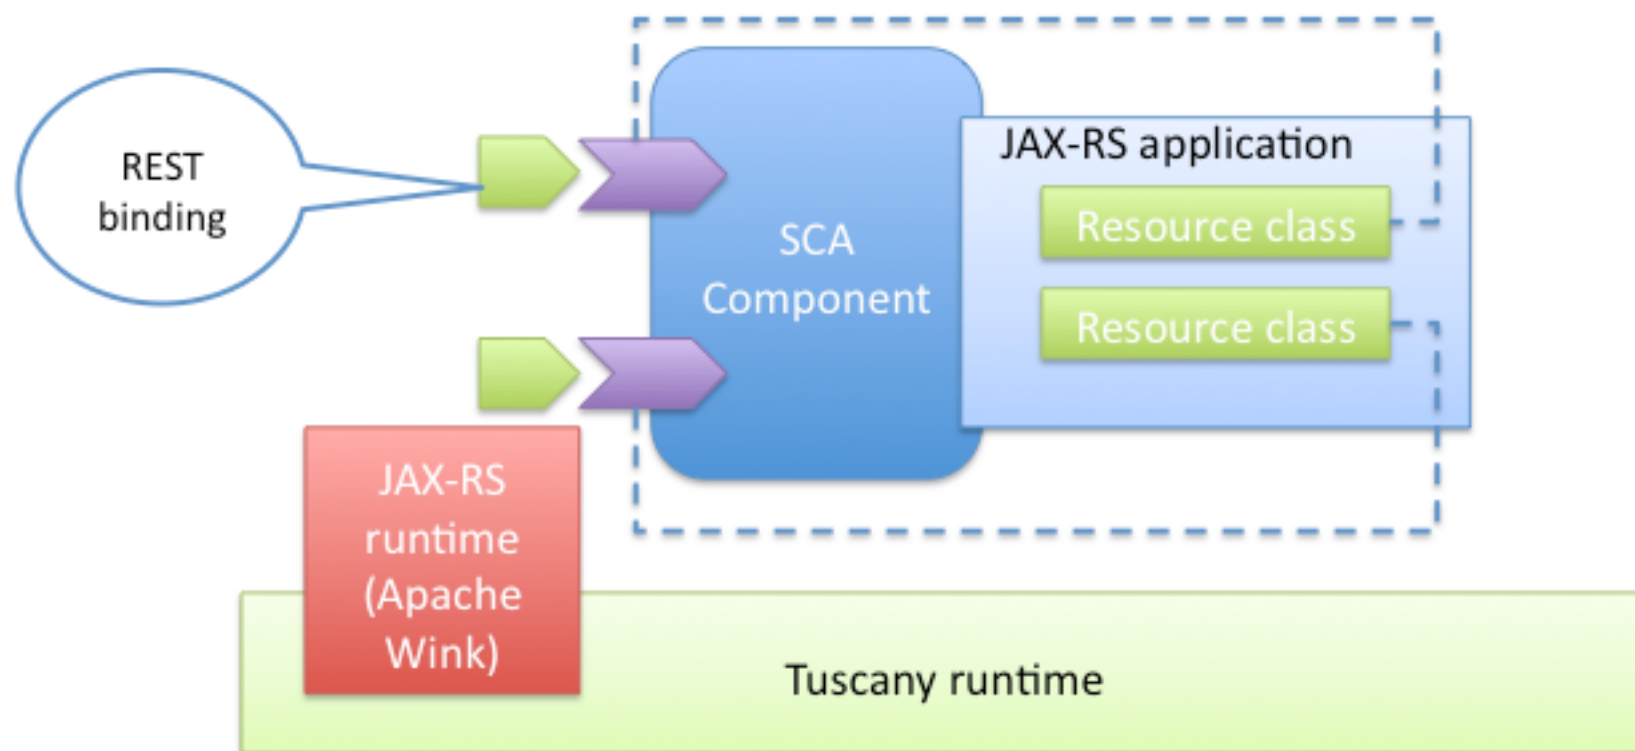 REST
binding
SCA
Component
JAX-RS application
Resource class
Resource class
JAX-RS
runtime
(Apache
Wink)
Tuscany runtime